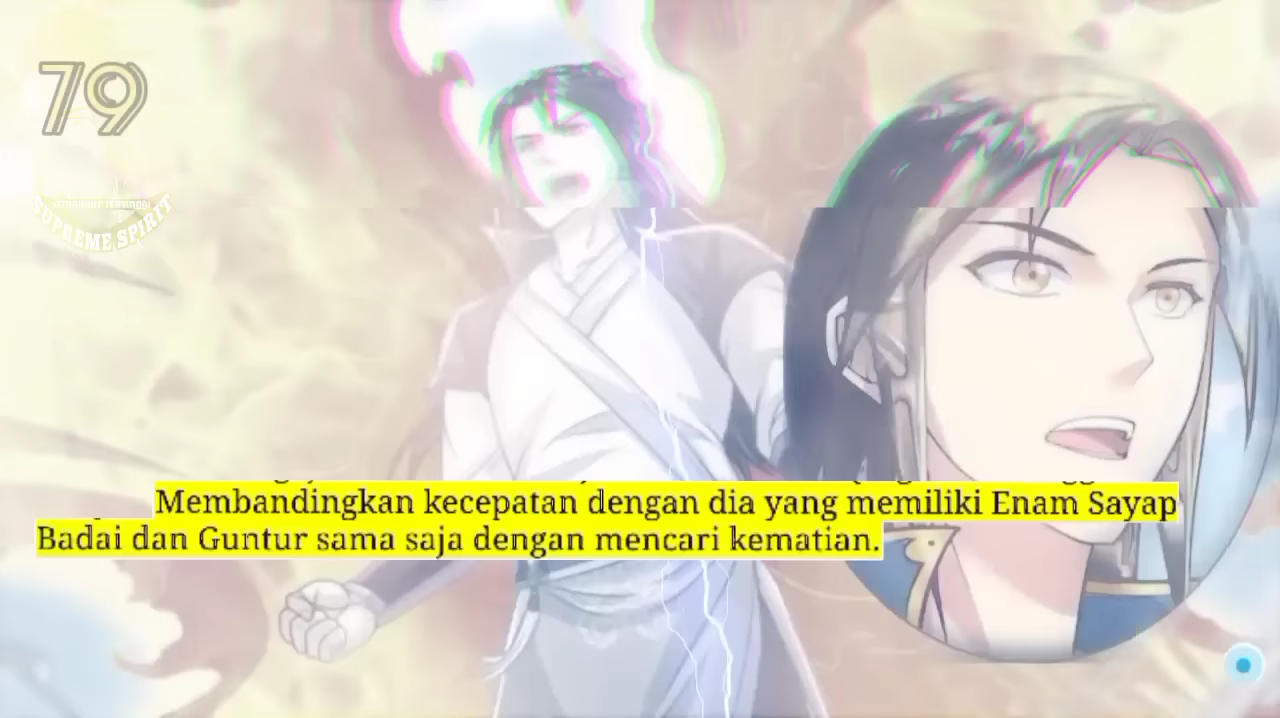 79
SUPREME SPIRIT
Membandingkan kecepatan dengan dia yang memiliki Enam Sayap
Badai dan Guntur sama saja dengan mencari kematian.